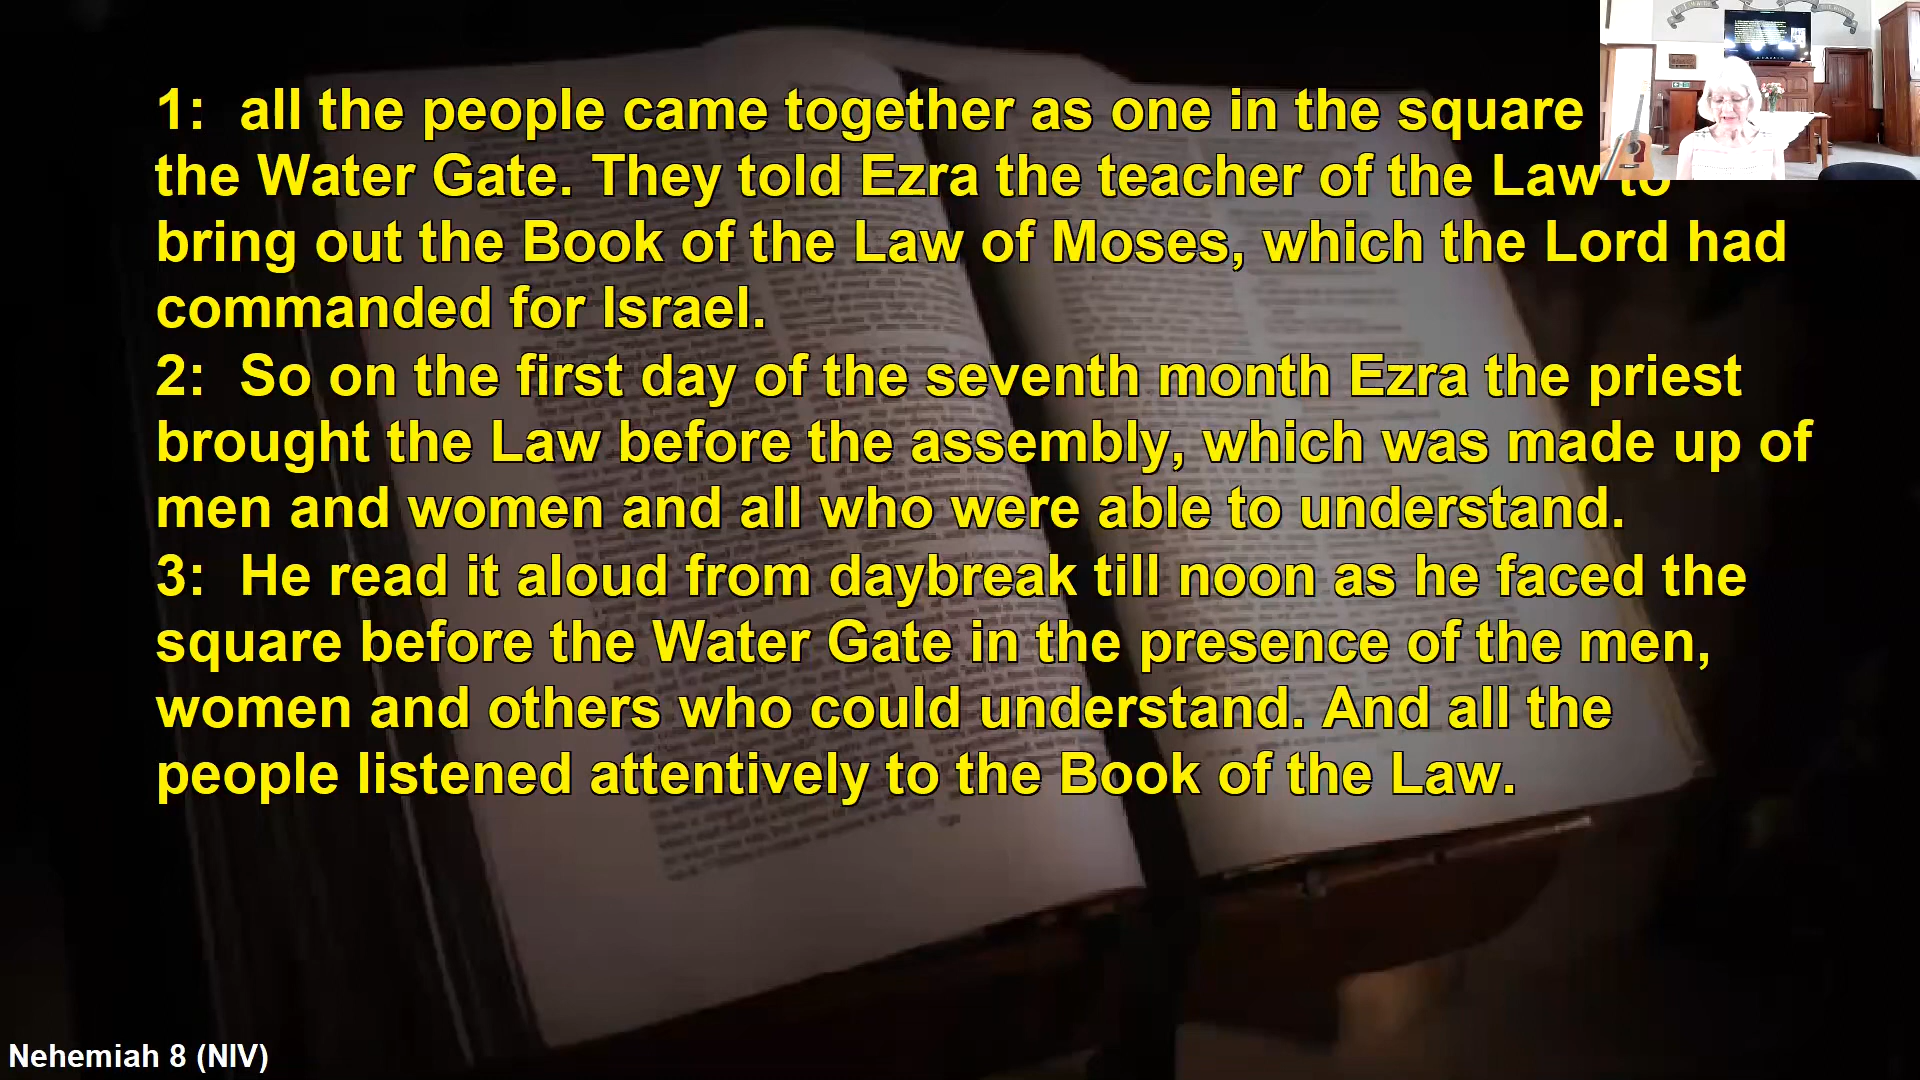 1: all the people came together as one in the square
the Water Gate. They told Ezra the teacher of the Law to
bring out the Book of the Law of Moses, which the Lord had
commanded for Israel.
2: So on the first day of the seventh month Ezra the priest
brought the Law before the assembly, which was made up of
men and women and all who were able to understand.
3: He read it aloud from daybreak till noon as he faced the
square before the Water Gate in the presence of the men,
women and others who could understand. And all the
people listened attentively to the Book of the Law.
Nehemiah 8 (NIV)